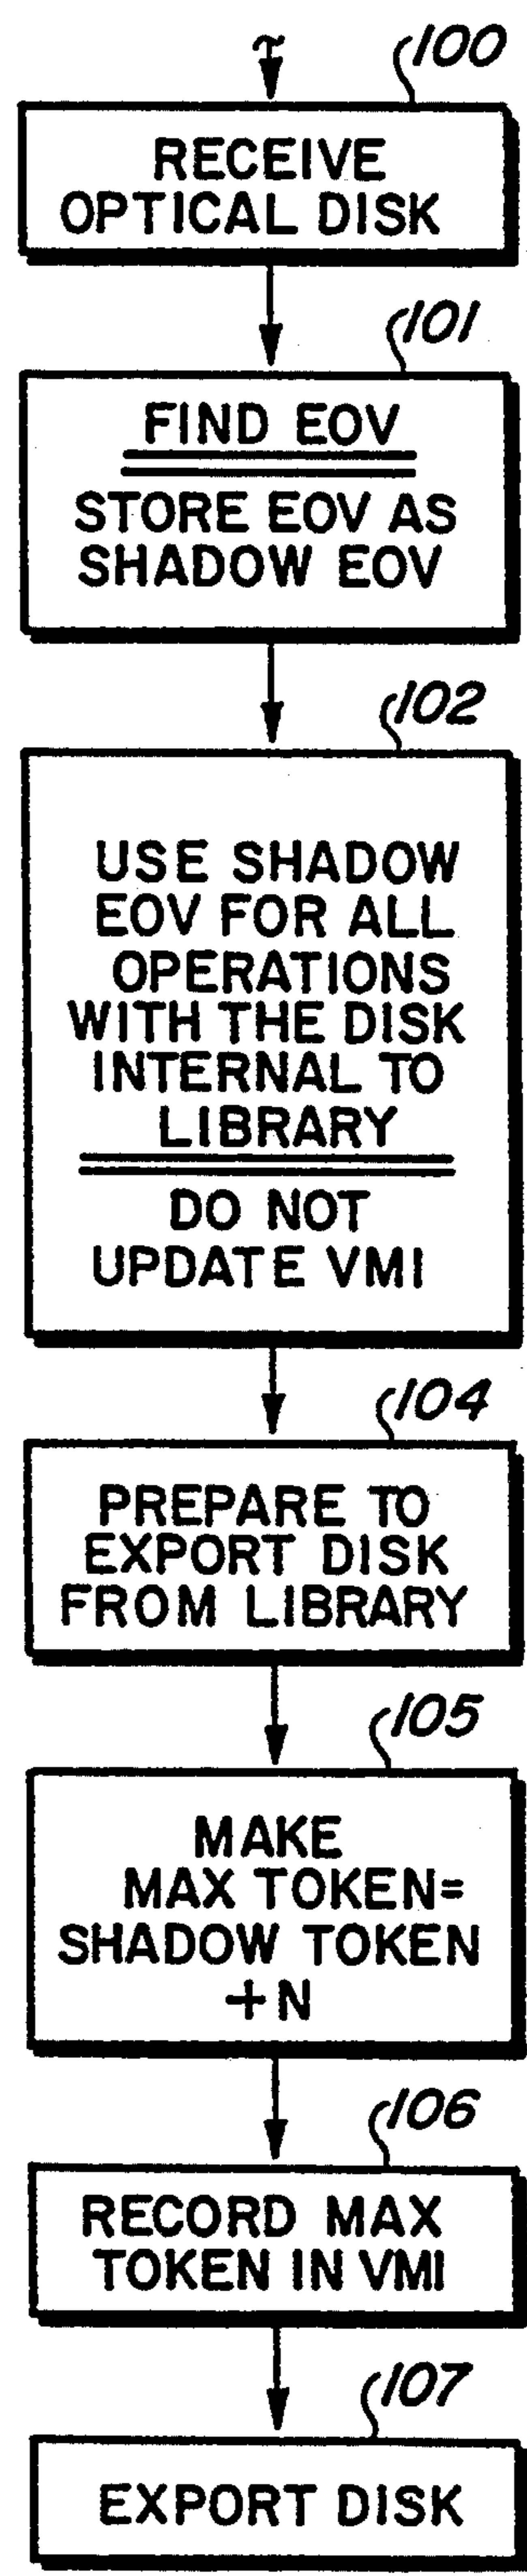 100
RECEIVE
OPTICAL DISK
101
FIND EOV
STORE EOV AS
SHADOW EOV
102
USE SHADOW
EOV FOR ALL
OPERATIONS
WITH THE DISK
INTERNAL TO
LIBRARY
DO NOT
UPDATE VMI
104
PREPARE TO
EXPORT DISK
FROM LIBRARY
105
MAKE
MAX TOKEN=
SHADOW TOKEN
+N
106
RECORD MAX
TOKEN IN VMI
107
EXPORT DISK